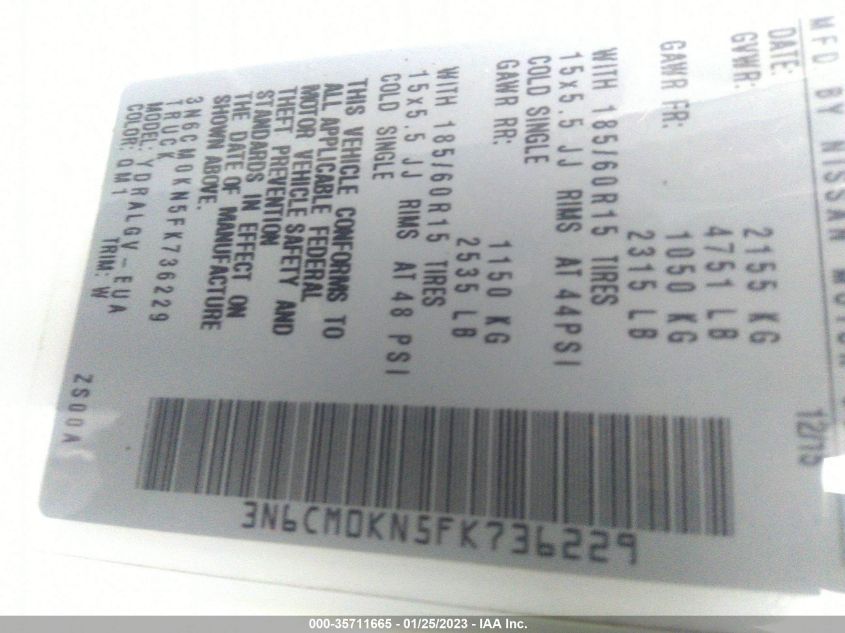 MFD BY NISSAN MOTOR
DATE: 12/15
GVWR: 2155 KG
4751 LB
GAWR FR: 1050 KG
2315 LB
WITH 185/60R15 TIRES
15x5.5 JJ RIMS AT 44PSI
COLD SINGLE
GAWR RR: 1150 KG
2535 LB
WITH 185/60R15 TIRES
15x5.5 JJ RIMS AT 48 PSI
COLD SINGLE
THIS VEHICLE CONFORMS TO
ALL APPLICABLE FEDERAL
MOTOR VEHICLE SAFETY AND
THEFT PREVENTION
STANDARDS IN EFFECT ON
THE DATE OF MANUFACTURE
SHOWN ABOVE.
3N6CM0KN5FK736229
TRUCK
MODEL: YDRALGV-EUA
COLOR: QM1 TRIM: W
ZS00A
3N6CM0KN5FK736229
000-35711665 - 01/25/2023 - IAA Inc.